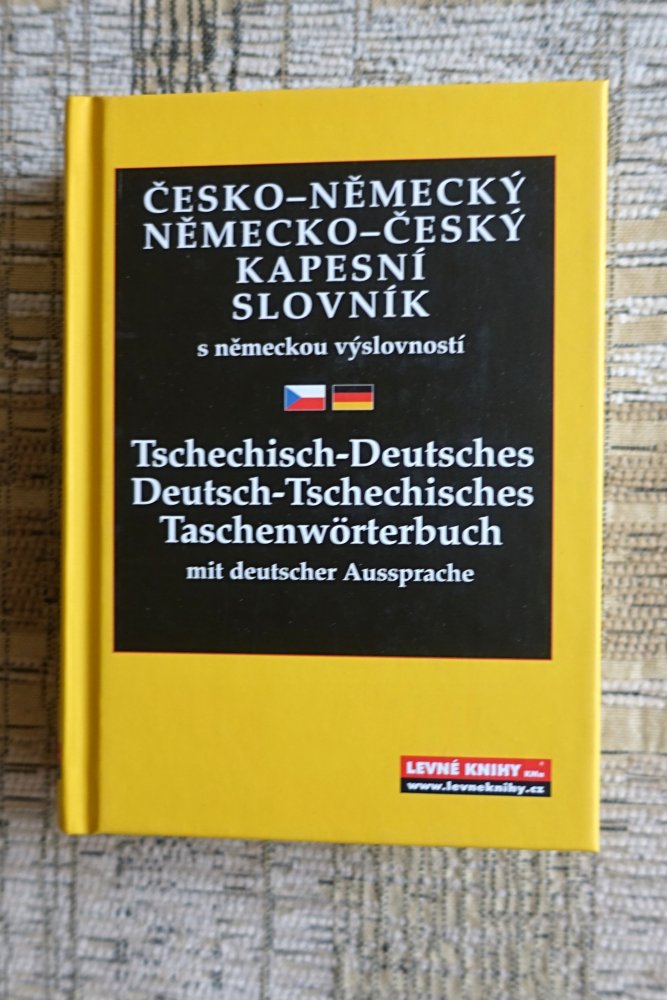 ČESKO–NĚMECKÝ
NĚMECKO–ČESKÝ
KAPESNÍ
SLOVNÍK
s německou výslovností
Tschechisch-Deutsches
Deutsch-Tschechisches
Taschenwörterbuch
mit deutscher Aussprache
LEVNÉ KNIHY KMa
www.levneknihy.cz